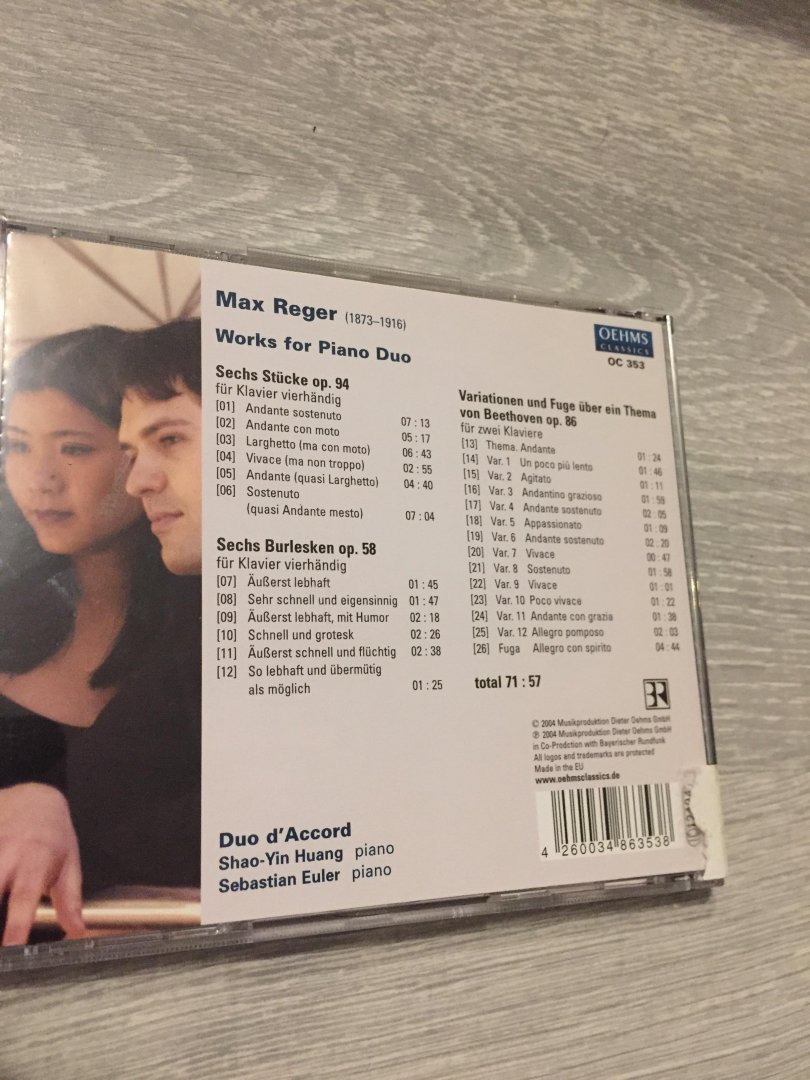 Max Reger (1873–1916)
Works for Piano Duo
OEHMS
CLASSICS
OC 353
Sechs Stücke op. 94
für Klavier vierhändig
[01] Andante sostenuto 07 : 13
[02] Andante con moto 05 : 17
[03] Larghetto (ma con moto) 06 : 43
[04] Vivace (ma non troppo) 02 : 55
[05] Andante (quasi Larghetto) 04 : 40
[06] Sostenuto
(quasi Andante mesto) 07 : 04
Sechs Burlesken op. 58
für Klavier vierhändig
[07] Äußerst lebhaft 01 : 45
[08] Sehr schnell und eigensinnig 01 : 47
[09] Äußerst lebhaft, mit Humor 02 : 18
[10] Schnell und grotesk 02 : 26
[11] Äußerst schnell und flüchtig 02 : 38
[12] So lebhaft und übermütig
als möglich 01 : 25
Variationen und Fuge über ein Thema
von Beethoven op. 86
für zwei Klaviere
[13] Thema. Andante 01 : 24
[14] Var. 1 Un poco più lento 01 : 46
[15] Var. 2 Agitato 01 : 11
[16] Var. 3 Andantino grazioso 01 : 59
[17] Var. 4 Andante sostenuto 02 : 05
[18] Var. 5 Appassionato 01 : 09
[19] Var. 6 Andante sostenuto 02 : 20
[20] Var. 7 Vivace 00 : 47
[21] Var. 8 Sostenuto 01 : 58
[22] Var. 9 Vivace 01 : 01
[23] Var. 10 Poco vivace 01 : 22
[24] Var. 11 Andante con grazia 01 : 38
[25] Var. 12 Allegro pomposo 02 : 03
[26] Fuga Allegro con spirito 04 : 44
total 71 : 57
BR
© 2004 Musikproduktion Dieter Oehms GmbH
℗ 2004 Musikproduktion Dieter Oehms GmbH
in Co-Prodction with Bayerischer Rundfunk
All logos and trademarks are protected
Made in the EU
www.oehmsclassics.de
4 260034 863538
Duo d'Accord
Shao-Yin Huang piano
Sebastian Euler piano